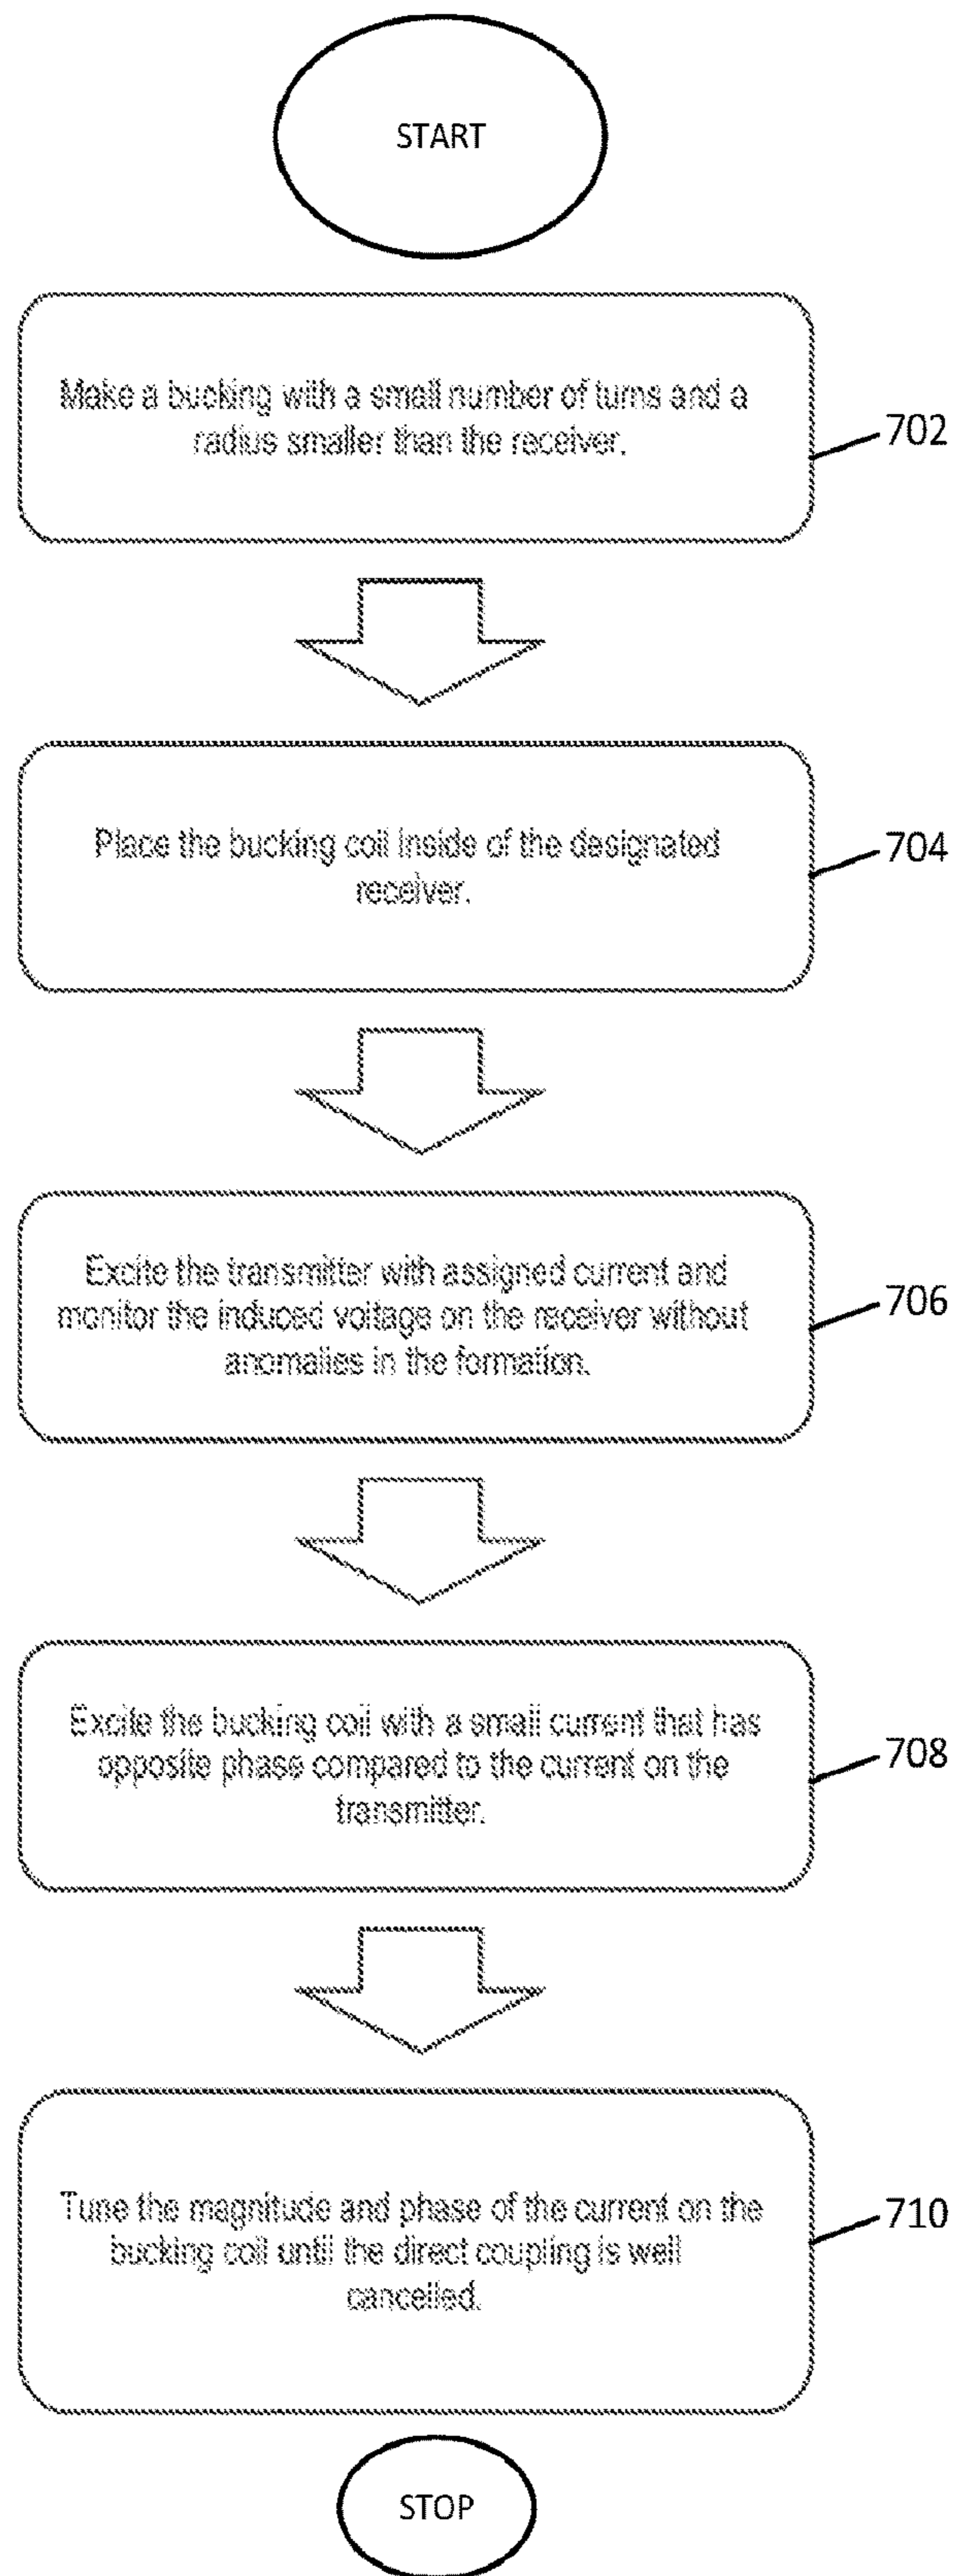 START
Make a bucking with a small number of turns and a
radius smaller than the receiver.
702
Place the bucking coil inside of the designated
receiver.
704
Excite the transmitter with assigned current and
monitor the induced voltage on the receiver without
anomalies in the formation.
706
Excite the bucking coil with a small current that has
opposite phase compared to the current on the
transmitter.
708
Tune the magnitude and phase of the current on the
bucking coil until the direct coupling is well
cancelled.
710
STOP